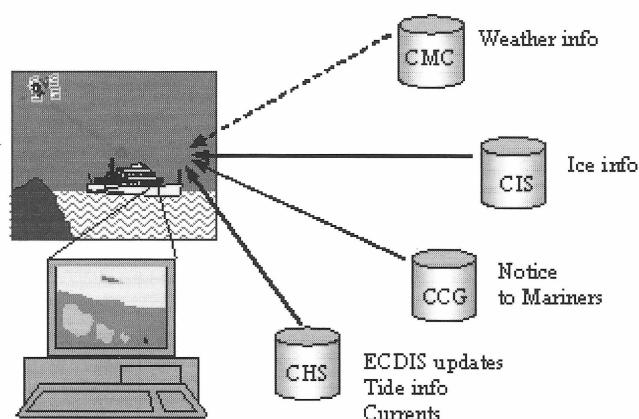 CMC
Weather info
CIS
Ice info
CCG
Notice
to Mariners
CHS
ECDIS updates
Tide info
Currents